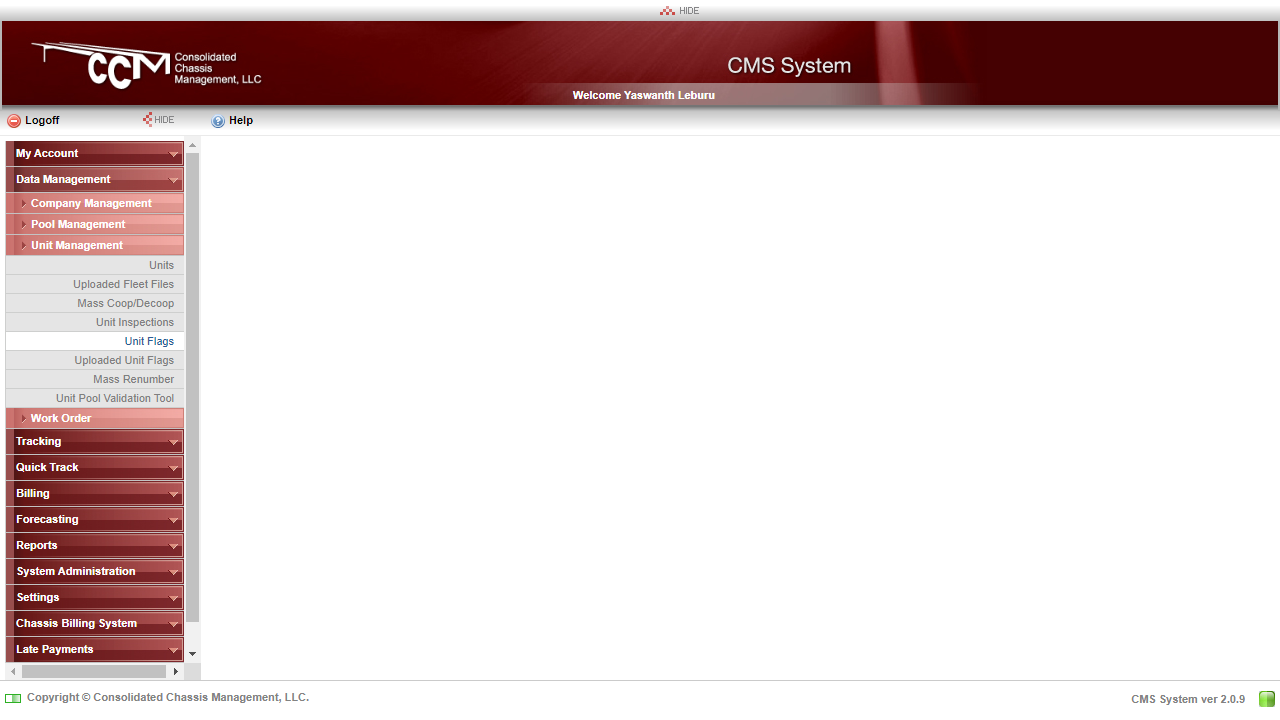 HIDE
CCM Consolidated
Chassis
Management, LLC
CMS System
Welcome Yaswanth Leburu
Logoff HIDE Help
My Account
Data Management
Company Management
Pool Management
Unit Management
Units
Uploaded Fleet Files
Mass Coop/Decoop
Unit Inspections
Unit Flags
Uploaded Unit Flags
Mass Renumber
Unit Pool Validation Tool
Work Order
Tracking
Quick Track
Billing
Forecasting
Reports
System Administration
Settings
Chassis Billing System
Late Payments
Copyright © Consolidated Chassis Management, LLC. CMS System ver 2.0.9